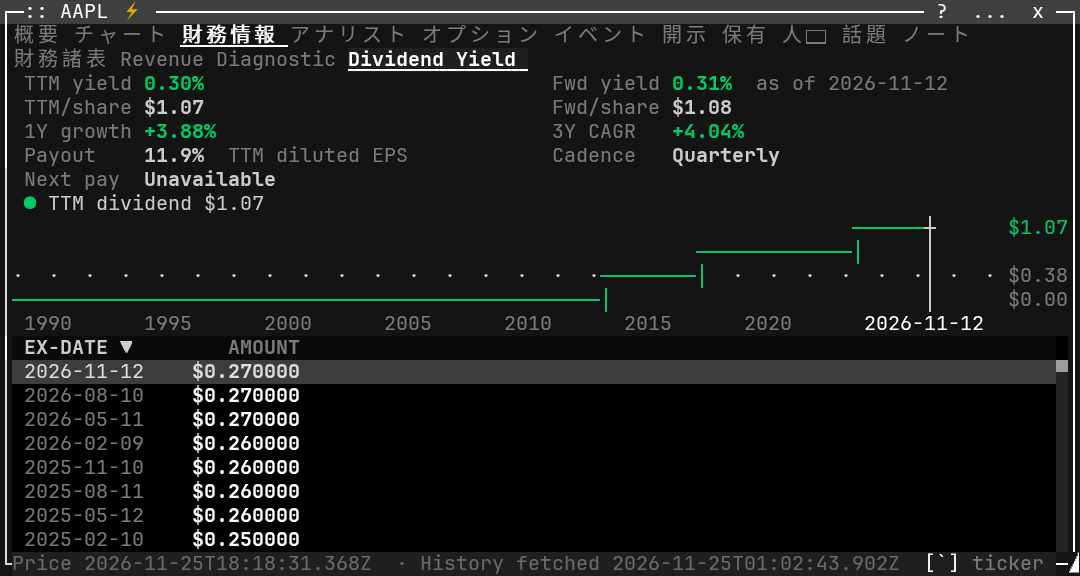 :: AAPL ⚡ ? ... x
概要 チャート 財務情報 アナリスト オプション イベント 開示 保有 人□ 話題 ノート
財務諸表 Revenue Diagnostic Dividend Yield
TTM yield 0.30% Fwd yield 0.31% as of 2026-11-12
TTM/share $1.07 Fwd/share $1.08
1Y growth +3.88% 3Y CAGR +4.04%
Payout 11.9% TTM diluted EPS Cadence Quarterly
Next pay Unavailable
● TTM dividend $1.07
$1.07
$0.38
$0.00
1990 1995 2000 2005 2010 2015 2020 2026-11-12
EX-DATE ▼ AMOUNT
2026-11-12 $0.270000
2026-08-10 $0.270000
2026-05-11 $0.270000
2026-02-09 $0.260000
2025-11-10 $0.260000
2025-08-11 $0.260000
2025-05-12 $0.260000
2025-02-10 $0.250000
Price 2026-11-25T18:18:31.368Z · History fetched 2026-11-25T01:02:43.902Z [`] ticker